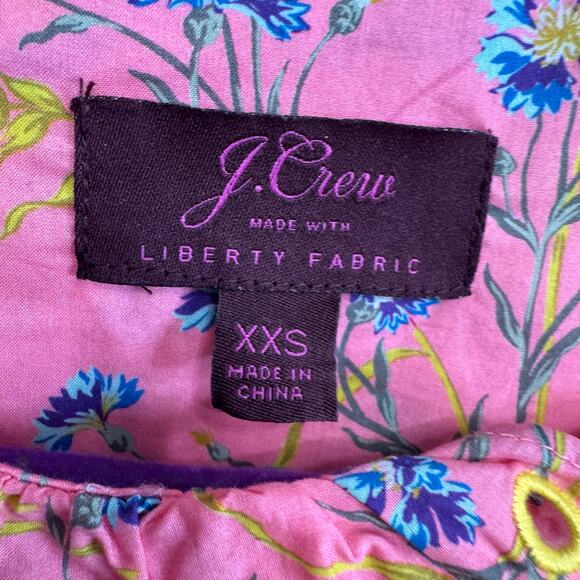 J.Crew
MADE WITH
LIBERTY FABRIC
XXS
MADE IN
CHINA